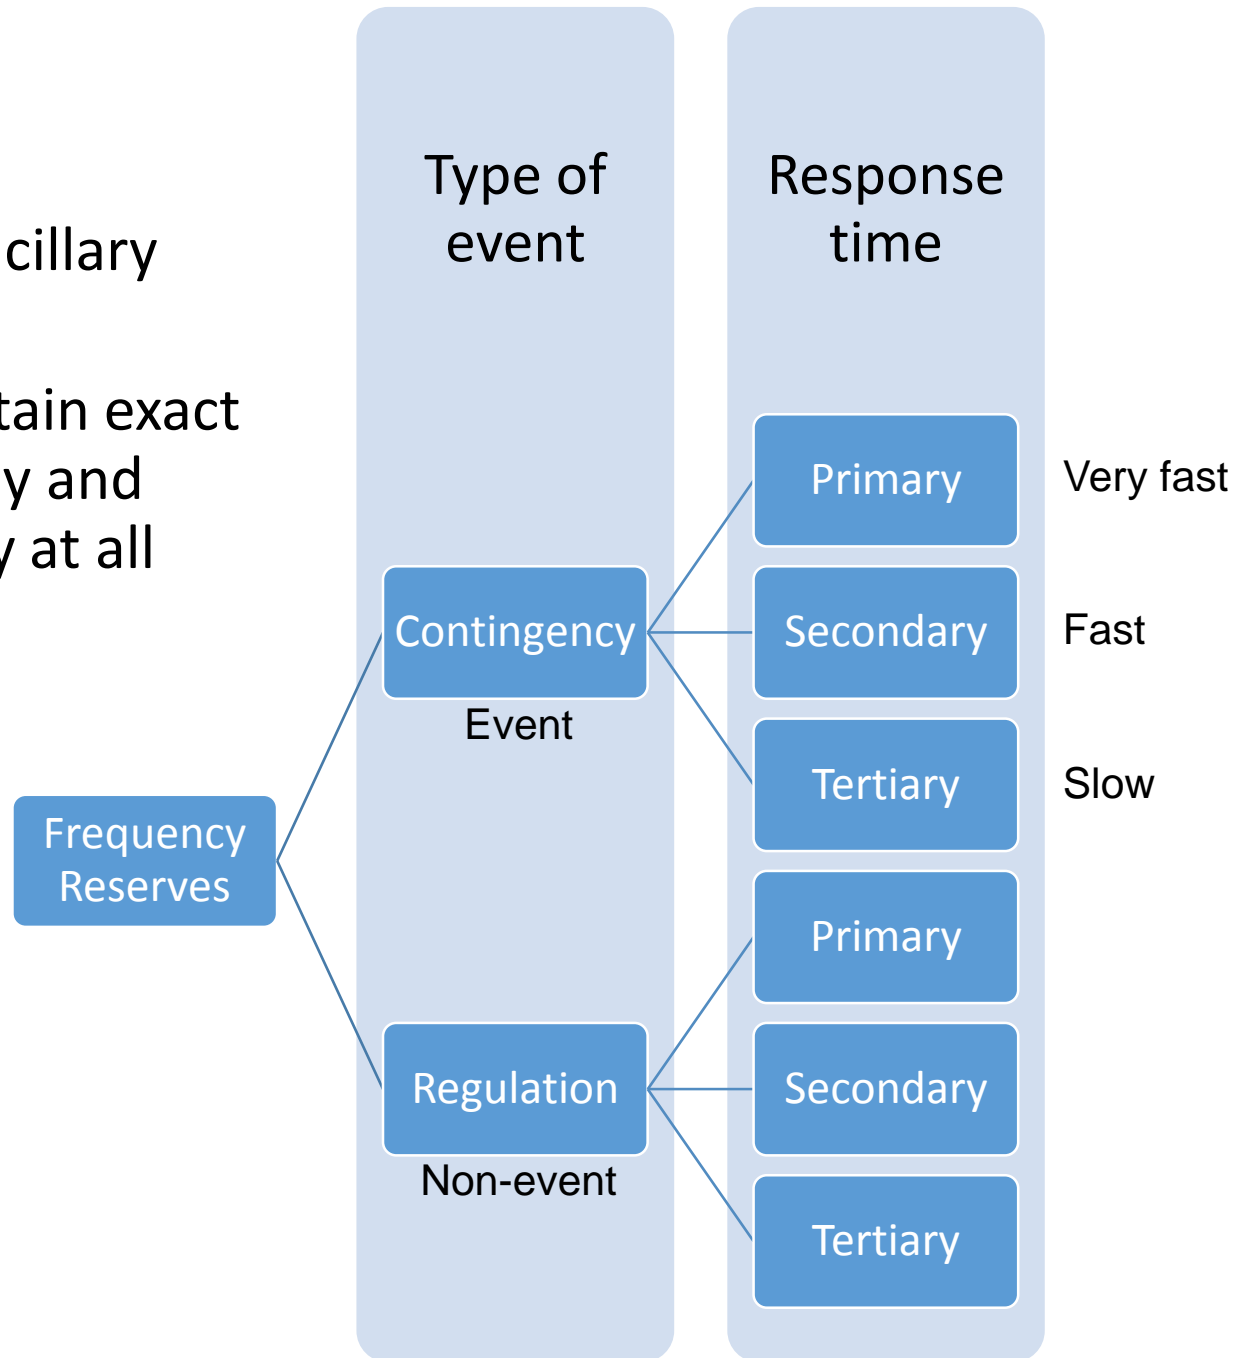 cillary
tain exact
y and
y at all
Type of
event
Response
time
Frequency
Reserves
Contingency
Event
Regulation
Non-event
Primary
Very fast
Secondary
Fast
Tertiary
Slow
Primary
Secondary
Tertiary